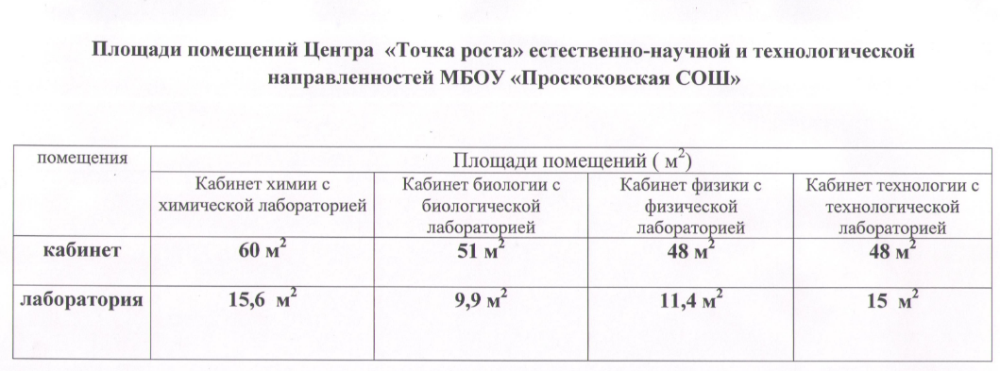 Площади помещений Центра «Точка роста» естественно-научной и технологической
направленностей МБОУ «Проскоковская СОШ»
помещения
Площади помещений ( м²)
Кабинет химии с
химической лабораторией
Кабинет биологии с
биологической
лабораторией
Кабинет физики с
физической
лабораторией
Кабинет технологии с
технологической
лабораторией
кабинет
60 м²
51 м²
48 м²
48 м²
лаборатория
15,6 м²
9,9 м²
11,4 м²
15 м²